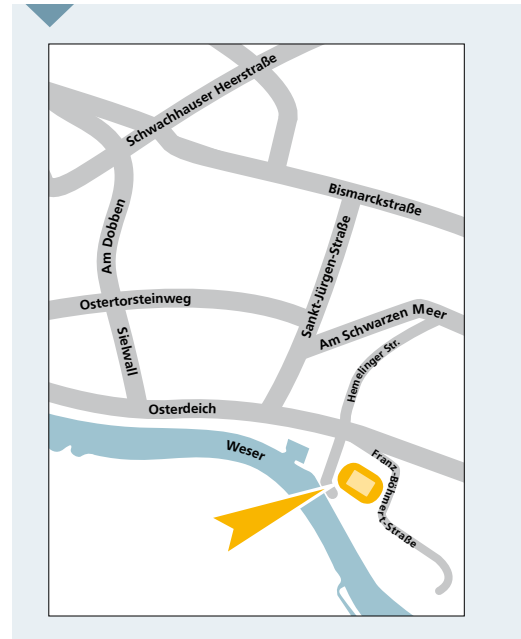 Schwachhauser Heerstraße
Bismarckstraße
Am Dobben
Sankt-Jürgen-Straße
Ostertorsteinweg
Am Schwarzen Meer
Sielwall
Hemelinger Str.
Osterdeich
Weser
Franz-Böhmert-Straße